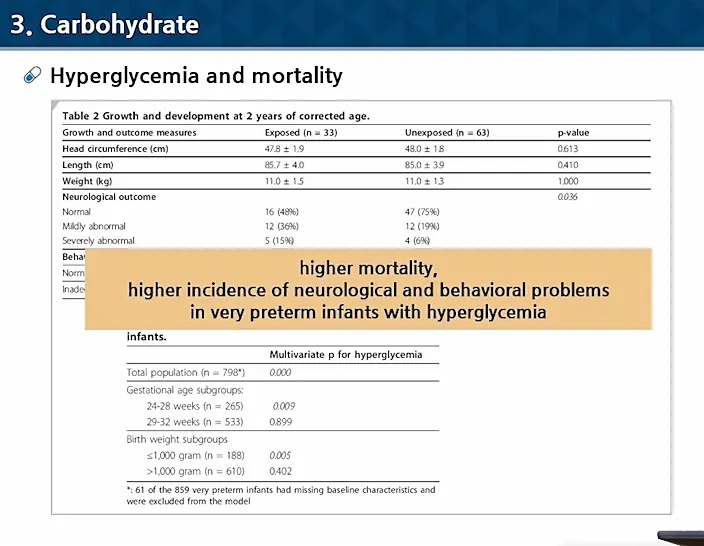 3. Carbohydrate
Hyperglycemia and mortality
Table 2 Growth and development at 2 years of corrected age.
Growth and outcome measures Exposed (n = 33) Unexposed (n = 63) p-value
Head circumference (cm) 47.8 ± 1.9 48.0 ± 1.8 0.613
Length (cm) 85.7 ± 4.0 85.0 ± 3.9 0.410
Weight (kg) 11.0 ± 1.5 11.0 ± 1.3 1.000
Neurological outcome 0.036
Normal 16 (48%) 47 (75%)
Mildly abnormal 12 (36%) 12 (19%)
Severely abnormal 5 (15%) 4 (6%)
higher mortality,
higher incidence of neurological and behavioral problems
in very preterm infants with hyperglycemia
infants.
Multivariate p for hyperglycemia
Total population (n = 798*) 0.000
Gestational age subgroups:
24-28 weeks (n = 265) 0.009
29-32 weeks (n = 533) 0.899
Birth weight subgroups
≤1,000 gram (n = 188) 0.005
>1,000 gram (n = 610) 0.402
*: 61 of the 859 very preterm infants had missing baseline characteristics and
were excluded from the model